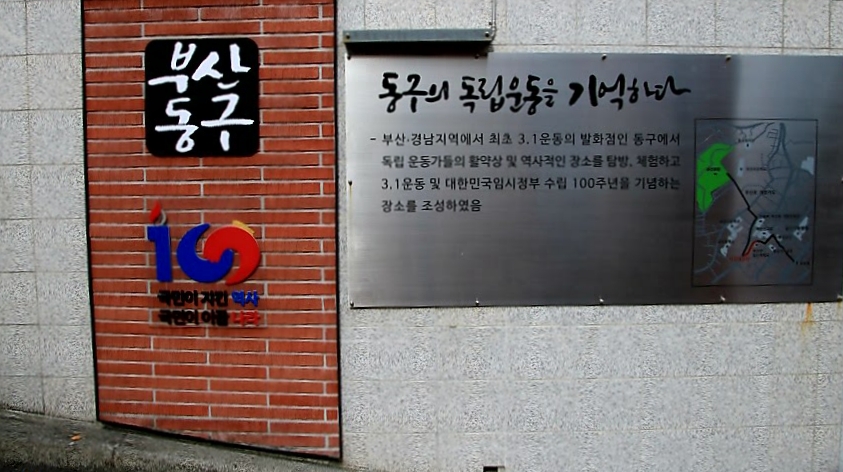 부산
동구
100
국민이 지킨 역사
국민이 이끌 나라
동구의 독립운동을 기억하다
- 부산·경남지역에서 최초 3.1운동의 발화점인 동구에서
독립 운동가들의 활약상 및 역사적인 장소를 탐방, 체험하고
3.1운동 및 대한민국임시정부 수립 100주년을 기념하는
장소를 조성하였음